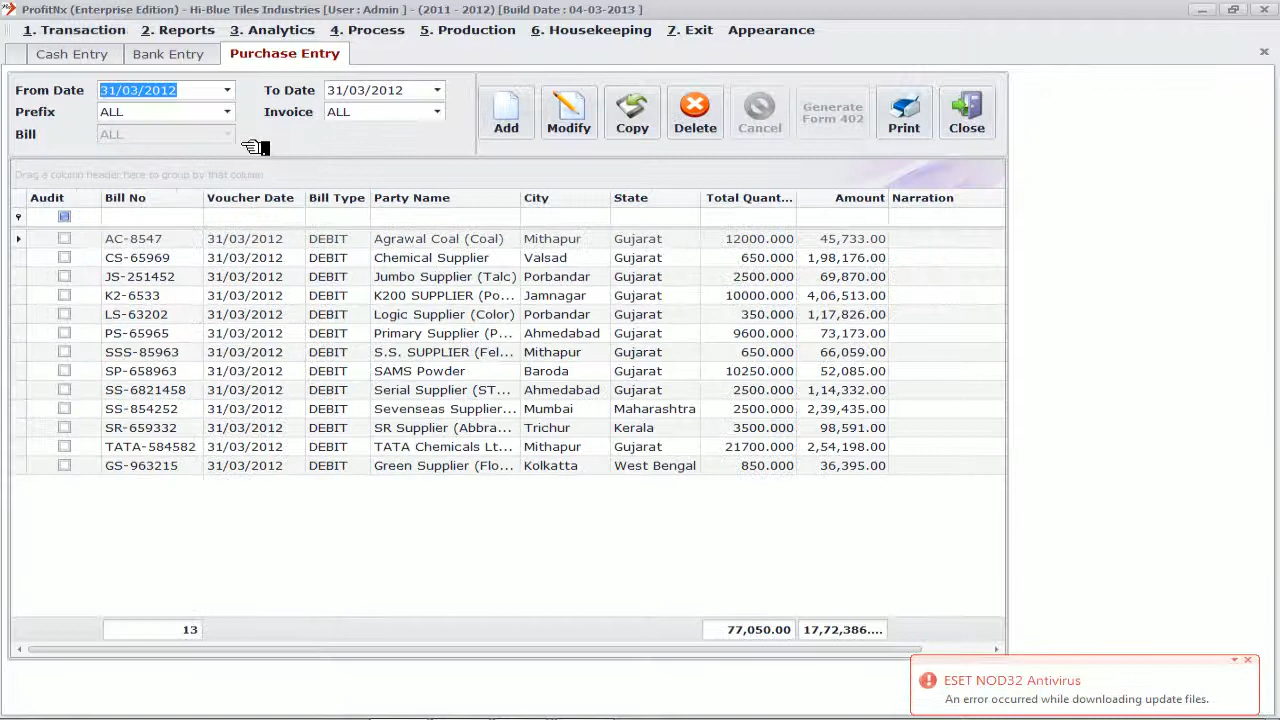 ProfitNx (Enterprise Edition) - Hi-Blue Tiles Industries [User : Admin ] - (2011 - 2012) [Build Date : 04-03-2013 ]
1. Transaction 2. Reports 3. Analytics 4. Process 5. Production 6. Housekeeping 7. Exit Appearance
Cash Entry Bank Entry Purchase Entry
From Date 31/03/2012 To Date 31/03/2012
Prefix ALL Invoice ALL
Bill ALL
Add Modify Copy Delete Cancel Generate Form 402 Print Close
Drag a column header here to group by that column
Audit Bill No Voucher Date Bill Type Party Name City State Total Quant... Amount Narration
AC-8547 31/03/2012 DEBIT Agrawal Coal (Coal) Mithapur Gujarat 12000.000 45,733.00
CS-65969 31/03/2012 DEBIT Chemical Supplier Valsad Gujarat 650.000 1,98,176.00
JS-251452 31/03/2012 DEBIT Jumbo Supplier (Talc) Porbandar Gujarat 2500.000 69,870.00
K2-6533 31/03/2012 DEBIT K200 SUPPLIER (Po... Jamnagar Gujarat 10000.000 4,06,513.00
LS-63202 31/03/2012 DEBIT Logic Supplier (Color) Porbandar Gujarat 350.000 1,17,826.00
PS-65965 31/03/2012 DEBIT Primary Supplier (P... Ahmedabad Gujarat 9600.000 73,173.00
SSS-85963 31/03/2012 DEBIT S.S. SUPPLIER (Fel... Mithapur Gujarat 650.000 66,059.00
SP-658963 31/03/2012 DEBIT SAMS Powder Baroda Gujarat 10250.000 52,085.00
SS-6821458 31/03/2012 DEBIT Serial Supplier (ST... Ahmedabad Gujarat 2500.000 1,14,332.00
SS-854252 31/03/2012 DEBIT Sevenseas Supplier... Mumbai Maharashtra 2500.000 2,39,435.00
SR-659332 31/03/2012 DEBIT SR Supplier (Abbra... Trichur Kerala 3500.000 98,591.00
TATA-584582 31/03/2012 DEBIT TATA Chemicals Lt... Mithapur Gujarat 21700.000 2,54,198.00
GS-963215 31/03/2012 DEBIT Green Supplier (Flo... Kolkatta West Bengal 850.000 36,395.00
13 77,050.00 17,72,386....
ESET NOD32 Antivirus
An error occurred while downloading update files.